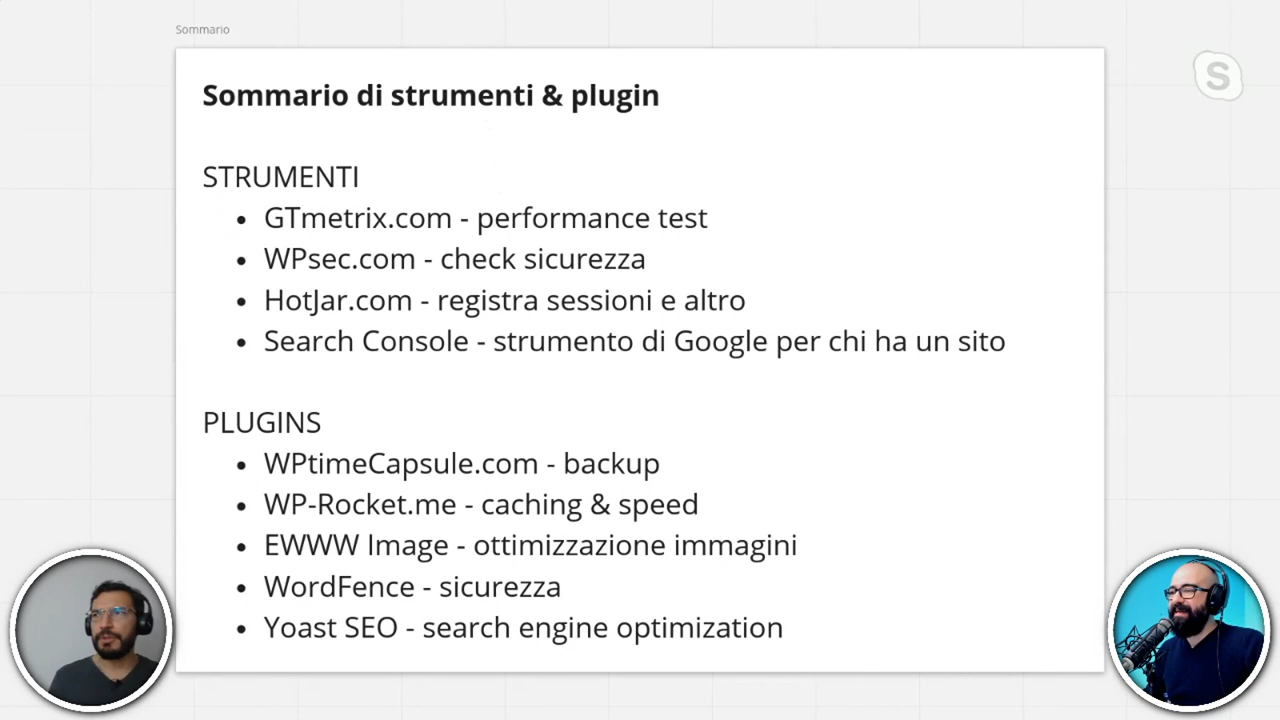 Sommario
Sommario di strumenti & plugin
STRUMENTI
• GTmetrix.com - performance test
• WPsec.com - check sicurezza
• HotJar.com - registra sessioni e altro
• Search Console - strumento di Google per chi ha un sito
PLUGINS
• WPtimeCapsule.com - backup
• WP-Rocket.me - caching & speed
• EWWW Image - ottimizzazione immagini
• WordFence - sicurezza
• Yoast SEO - search engine optimization
S